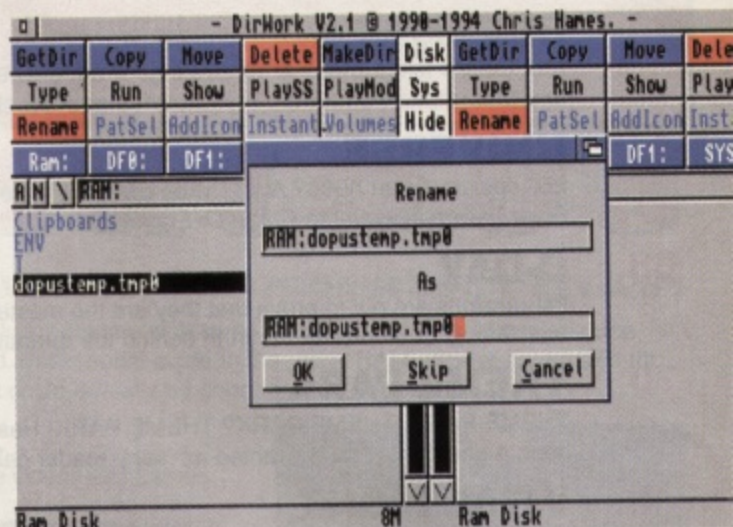 - DirWork V2.1 © 1990-1994 Chris Hames. -
GetDir Copy Move Delete MakeDir Disk GetDir Copy Move Dele
Type Run Show PlaySS PlayMod Sys Type Run Show Play
Rename PatSel AddIcon Instant Volumes Hide Rename PatSel AddIcon Inst
Ram: DF0: DF1: DF1: SYS
A N \ RAM:
Clipboards
ENV
T
dopustemp.tmp0
Rename
RAM:dopustemp.tmp0
As
RAM:dopustemp.tmp0
OK Skip Cancel
Ram Disk 8M Ram Disk